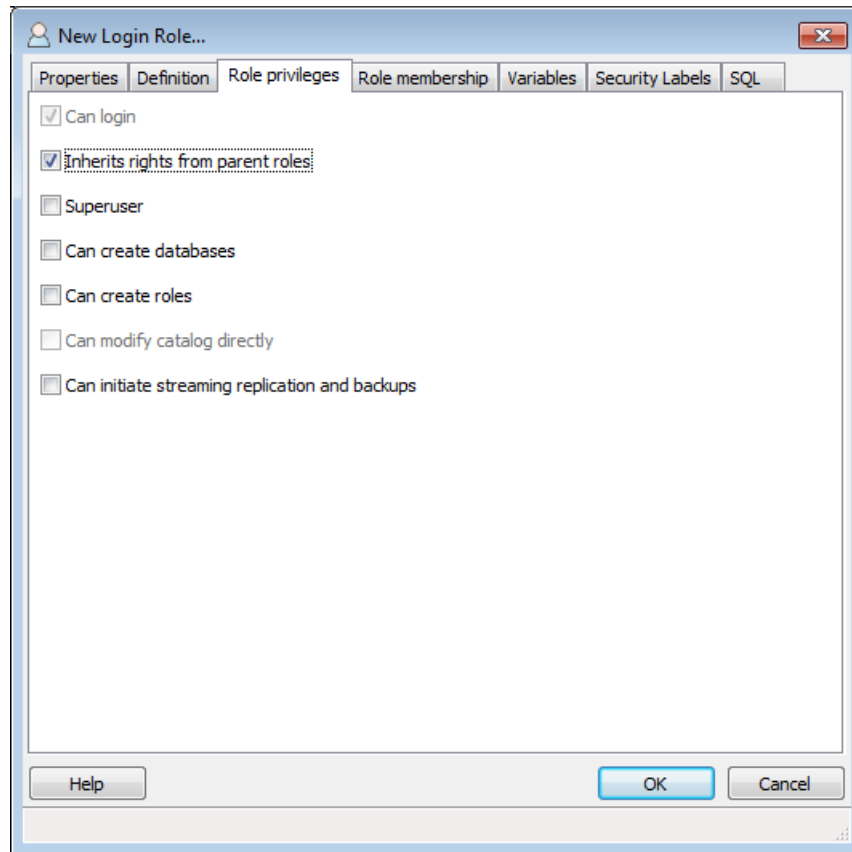 New Login Role...
Properties Definition Role privileges Role membership Variables Security Labels SQL
Can login
Inherits rights from parent roles
Superuser
Can create databases
Can create roles
Can modify catalog directly
Can initiate streaming replication and backups
Help OK Cancel